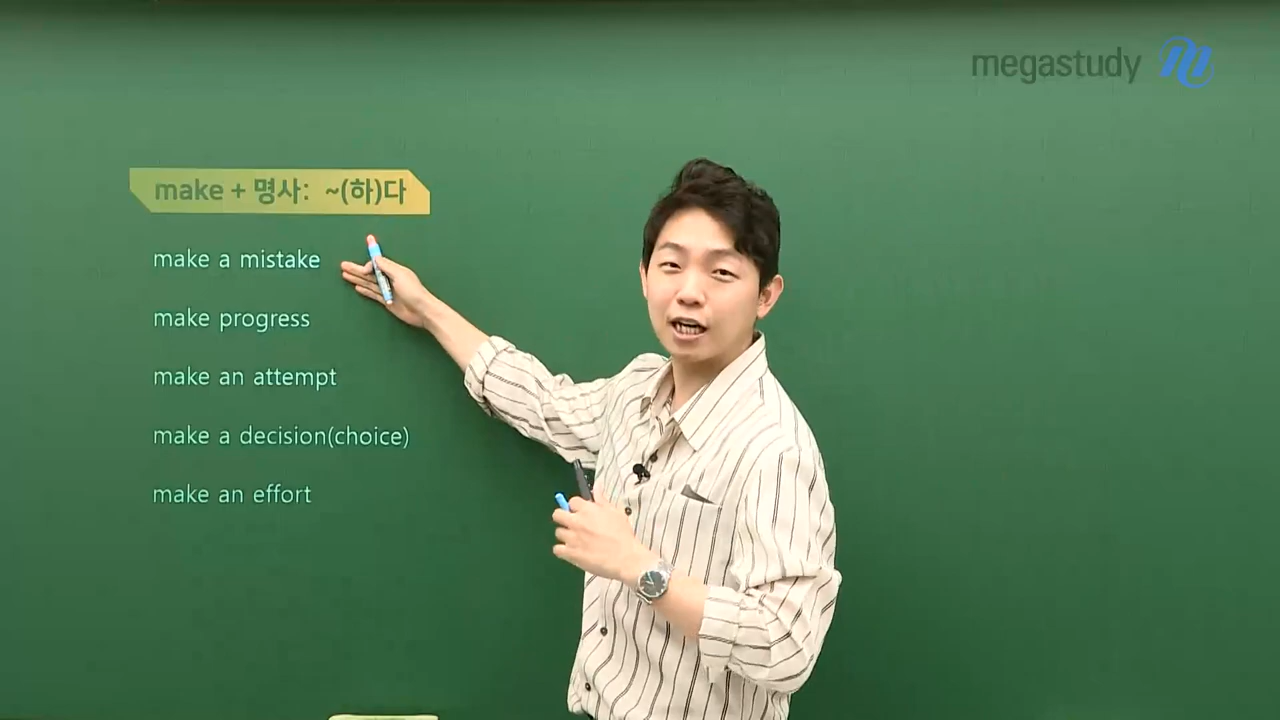 megastudy
make + 명사: ~(하)다
make a mistake
make progress
make an attempt
make a decision(choice)
make an effort